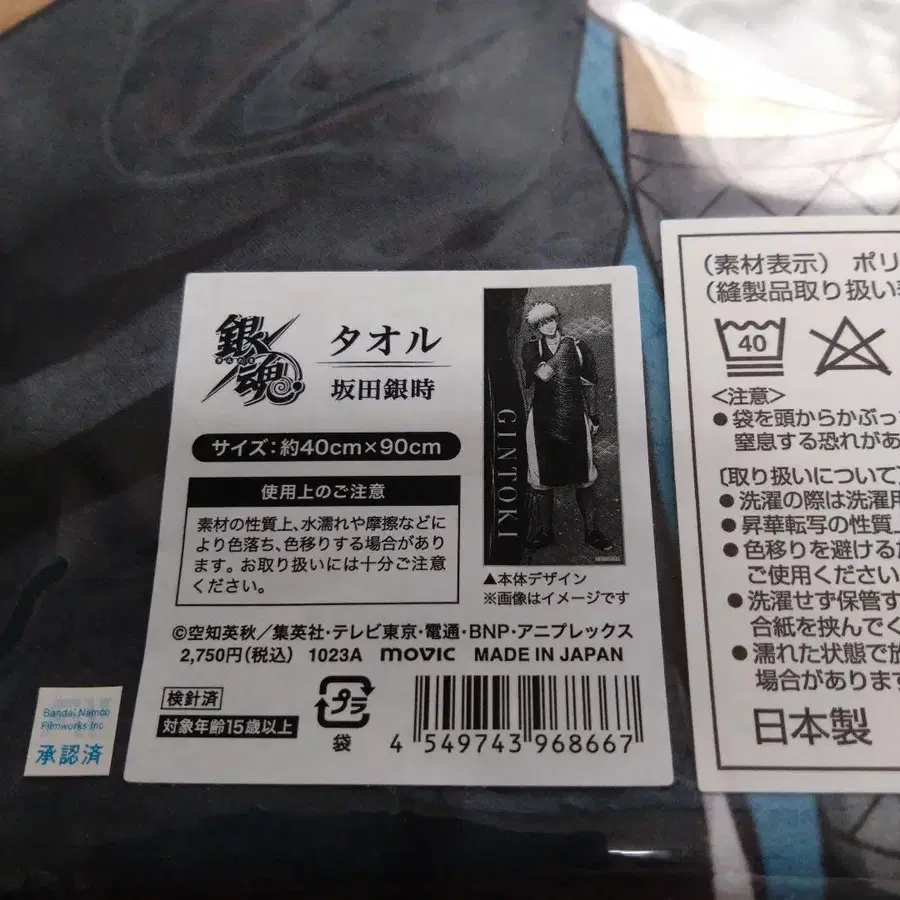 銀魂
ぎんたま
タオル
坂田銀時
サイズ:約40cm×90cm
使用上のご注意
素材の性質上、水濡れや摩擦などに
より色落ち、色移りする場合があり
ます。お取り扱いには十分ご注意
ください。
GINTOKI
▲本体デザイン
※画像はイメージです
©空知英秋/集英社・テレビ東京・電通・BNP・アニプレックス
2,750円(税込) 1023A movic MADE IN JAPAN
検針済
対象年齢15歳以上
プラ
袋
4 549743 968667
Bandai Namco
Filmworks Inc
承認済
(素材表示) ポリ
(縫製品取り扱い
40
<注意>
●袋を頭からかぶっ
窒息する恐れがあ
〔取り扱いについて〕
●洗濯の際は洗濯用
●昇華転写の性質上
●色移りを避けるた
ご使用ください
●洗濯せず保管す
合紙を挟んでく
●濡れた状態で放
場合があります
日本製